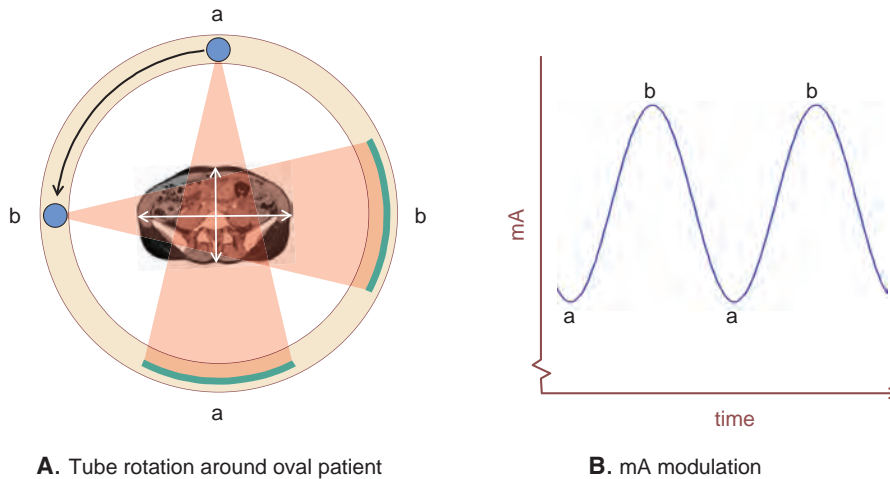 a
b
b
a
A. Tube rotation around oval patient
b
b
mA
a
a
time
B. mA modulation